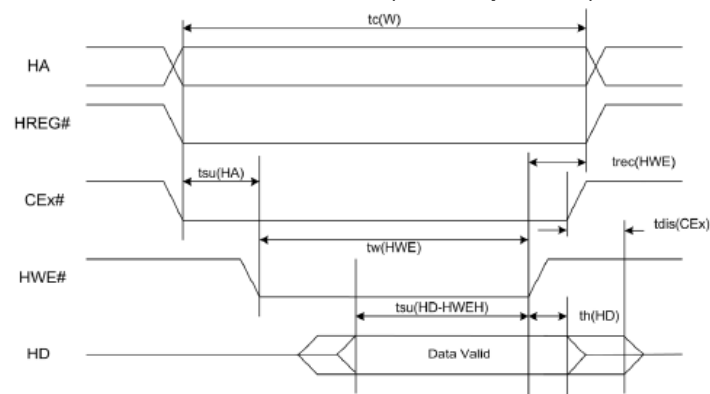 tc(W)
HA
HREG#
tsu(HA)
trec(HWE)
CEx#
tdis(CEx)
tw(HWE)
HWE#
tsu(HD-HWEH)
th(HD)
HD
Data Valid